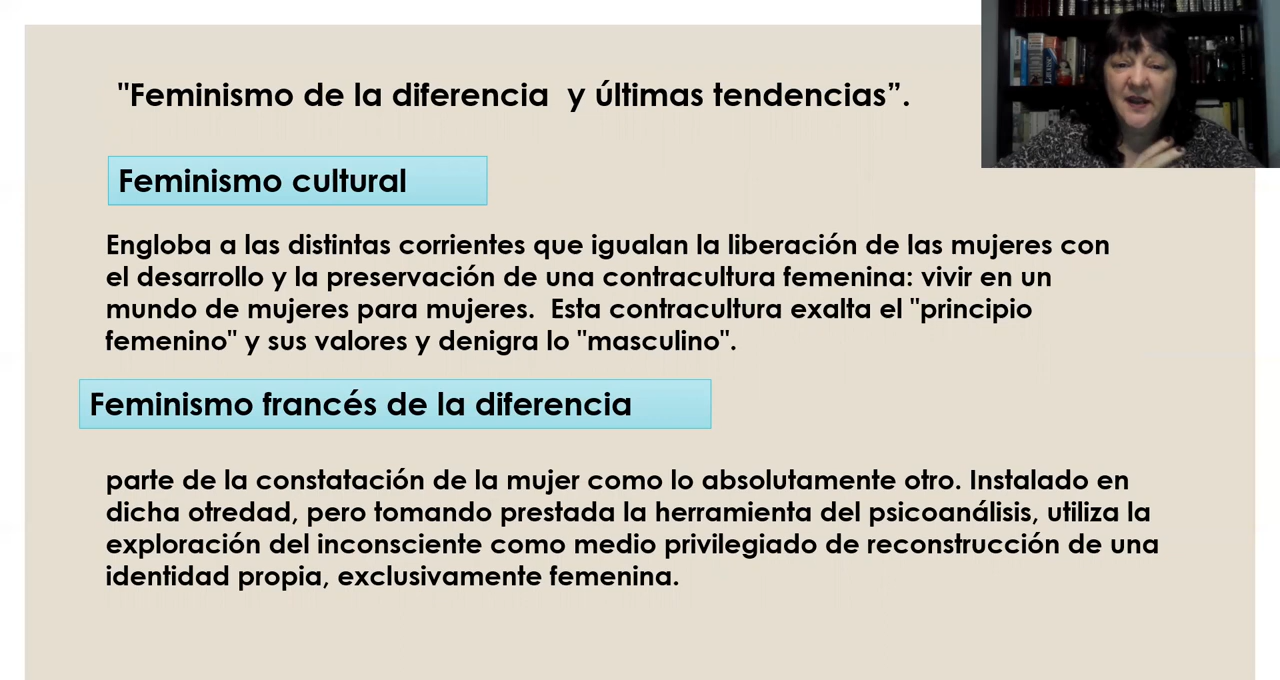 "Feminismo de la diferencia  y últimas tendencias”.
Feminismo cultural
Engloba a las distintas corrientes que igualan la liberación de las mujeres con
el desarrollo y la preservación de una contracultura femenina: vivir en un
mundo de mujeres para mujeres.  Esta contracultura exalta el "principio
femenino" y sus valores y denigra lo "masculino".
Feminismo francés de la diferencia
parte de la constatación de la mujer como lo absolutamente otro. Instalado en
dicha otredad, pero tomando prestada la herramienta del psicoanálisis, utiliza la
exploración del inconsciente como medio privilegiado de reconstrucción de una
identidad propia, exclusivamente femenina.